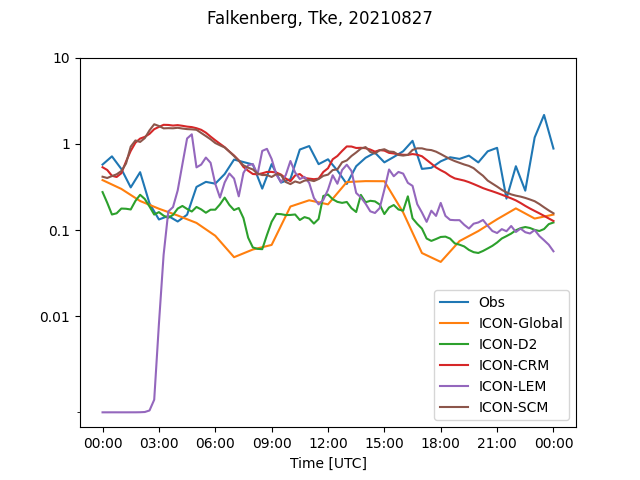 Falkenberg, Tke, 20210827
10
1
0.1
0.01
Obs
ICON-Global
ICON-D2
ICON-CRM
ICON-LEM
ICON-SCM
00:00 03:00 06:00 09:00 12:00 15:00 18:00 21:00 00:00
Time [UTC]